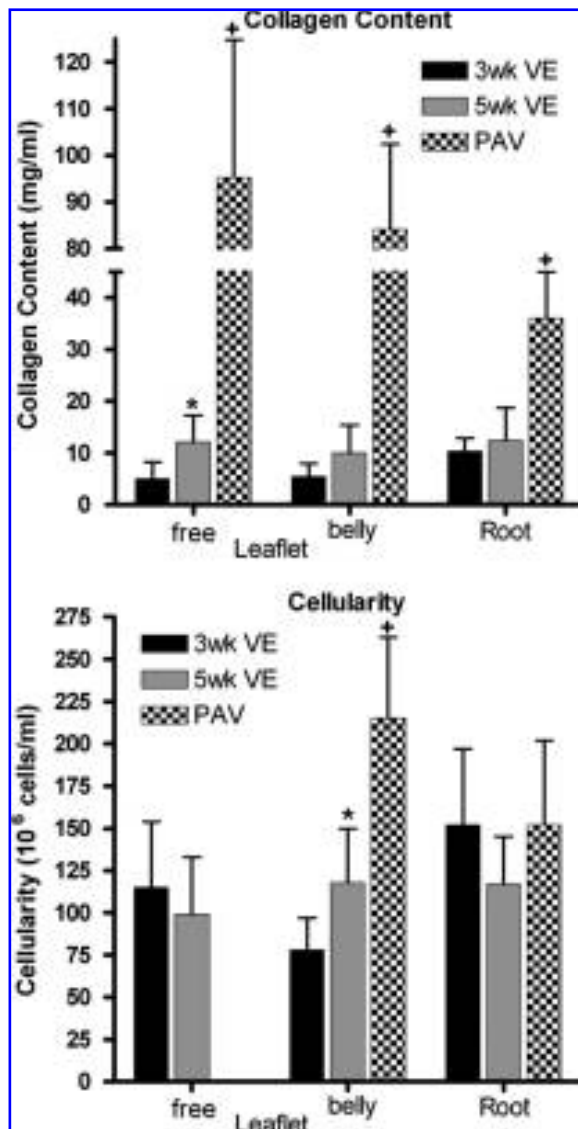 Collagen Content
Collagen Content (mg/ml)
120
110
100
90
80
40
30
20
10
0
3wk VE
5wk VE
PAV
+
+
+
*
free
belly
Root
Leaflet
Cellularity
Cellularity (10 6 cells/ml)
275
250
225
200
175
150
125
100
75
50
25
0
3wk VE
5wk VE
PAV
+
*
free
belly
Root
Leaflet